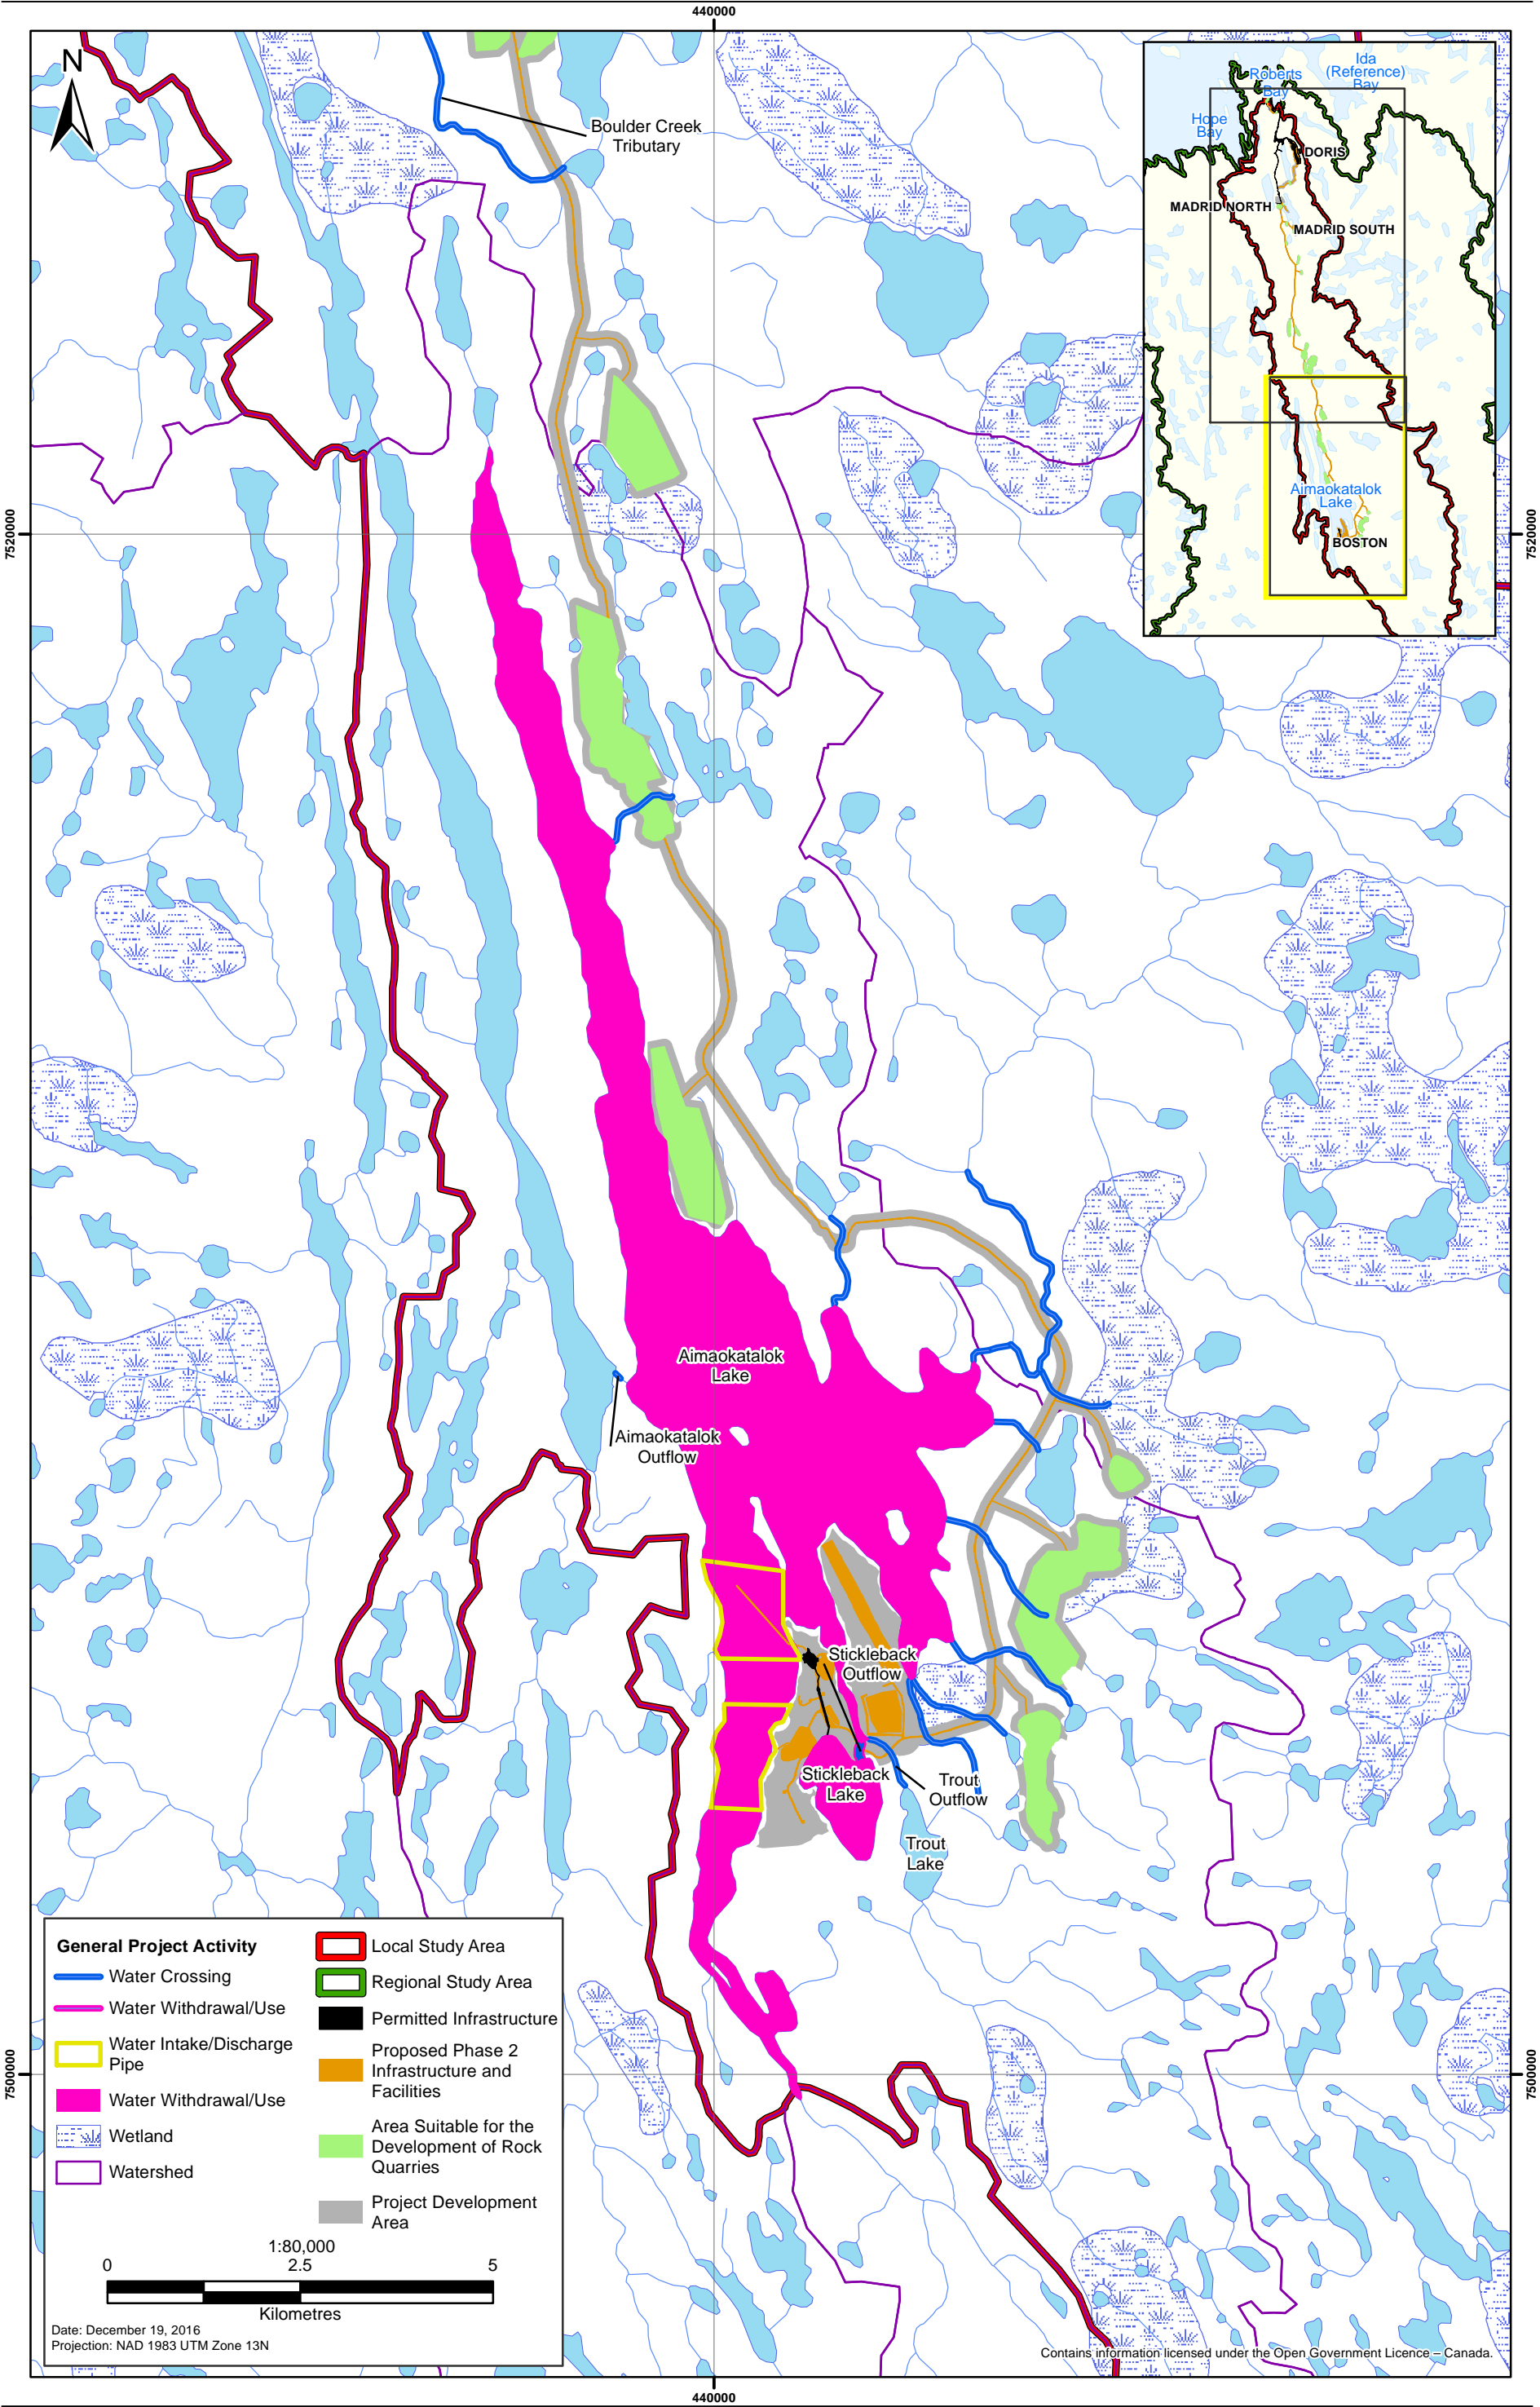 440000
N
Boulder Creek
Tributary
Roberts
Bay
Ida
(Reference)
Bay
Hope
Bay
DORIS
MADRID NORTH
MADRID SOUTH
Aimaokatalok
Lake
BOSTON
7520000
7520000
Aimaokatalok
Lake
Aimaokatalok
Outflow
Stickleback
Outflow
Stickleback
Lake
Trout
Outflow
Trout
Lake
7500000
7500000
General Project Activity
Water Crossing
Water Withdrawal/Use
Water Intake/Discharge
Pipe
Water Withdrawal/Use
Wetland
Watershed
Local Study Area
Regional Study Area
Permitted Infrastructure
Proposed Phase 2
Infrastructure and
Facilities
Area Suitable for the
Development of Rock
Quarries
Project Development
Area
1:80,000
0 2.5 5
Kilometres
Date: December 19, 2016
Projection: NAD 1983 UTM Zone 13N
Contains information licensed under the Open Government Licence – Canada.
440000